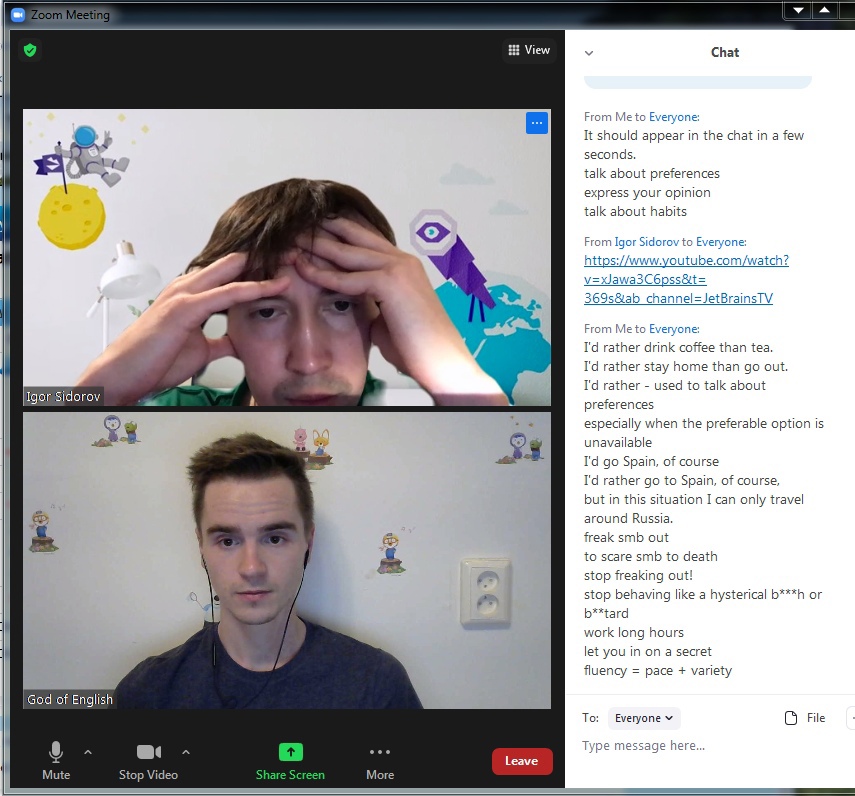 Zoom Meeting
View
Igor Sidorov
God of English
Mute
Stop Video
Share Screen
More
Leave
Chat
From Me to Everyone:
It should appear in the chat in a few
seconds.
talk about preferences
express your opinion
talk about habits
From Igor Sidorov to Everyone:
https://www.youtube.com/watch?
v=xJawa3C6pss&t=
369s&ab_channel=JetBrainsTV
From Me to Everyone:
I'd rather drink coffee than tea.
I'd rather stay home than go out.
I'd rather - used to talk about
preferences
especially when the preferable option is
unavailable
I'd go Spain, of course
I'd rather go to Spain, of course,
but in this situation I can only travel
around Russia.
freak smb out
to scare smb to death
stop freaking out!
stop behaving like a hysterical b***h or
b**tard
work long hours
let you in on a secret
fluency = pace + variety
To: Everyone
File
Type message here...